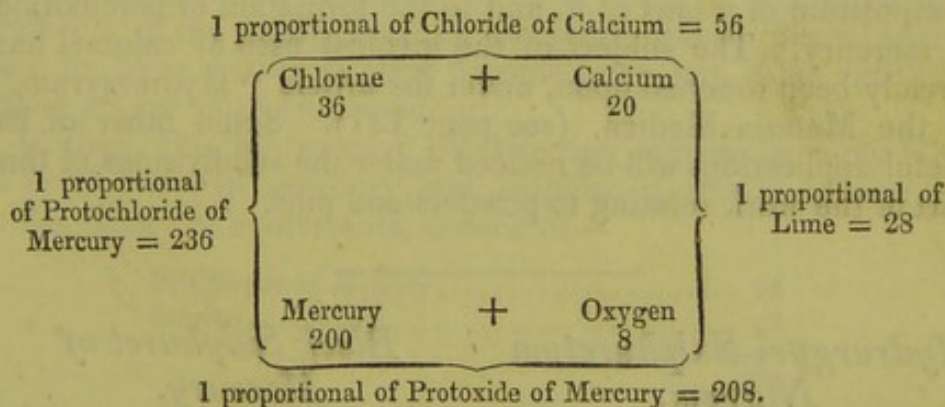 1 proportional of Chloride of Calcium = 56
Chlorine + Calcium
36 20
1 proportional
of Protochloride of
Mercury = 236
1 proportional of
Lime = 28
Mercury + Oxygen
200 8
1 proportional of Protoxide of Mercury = 208.